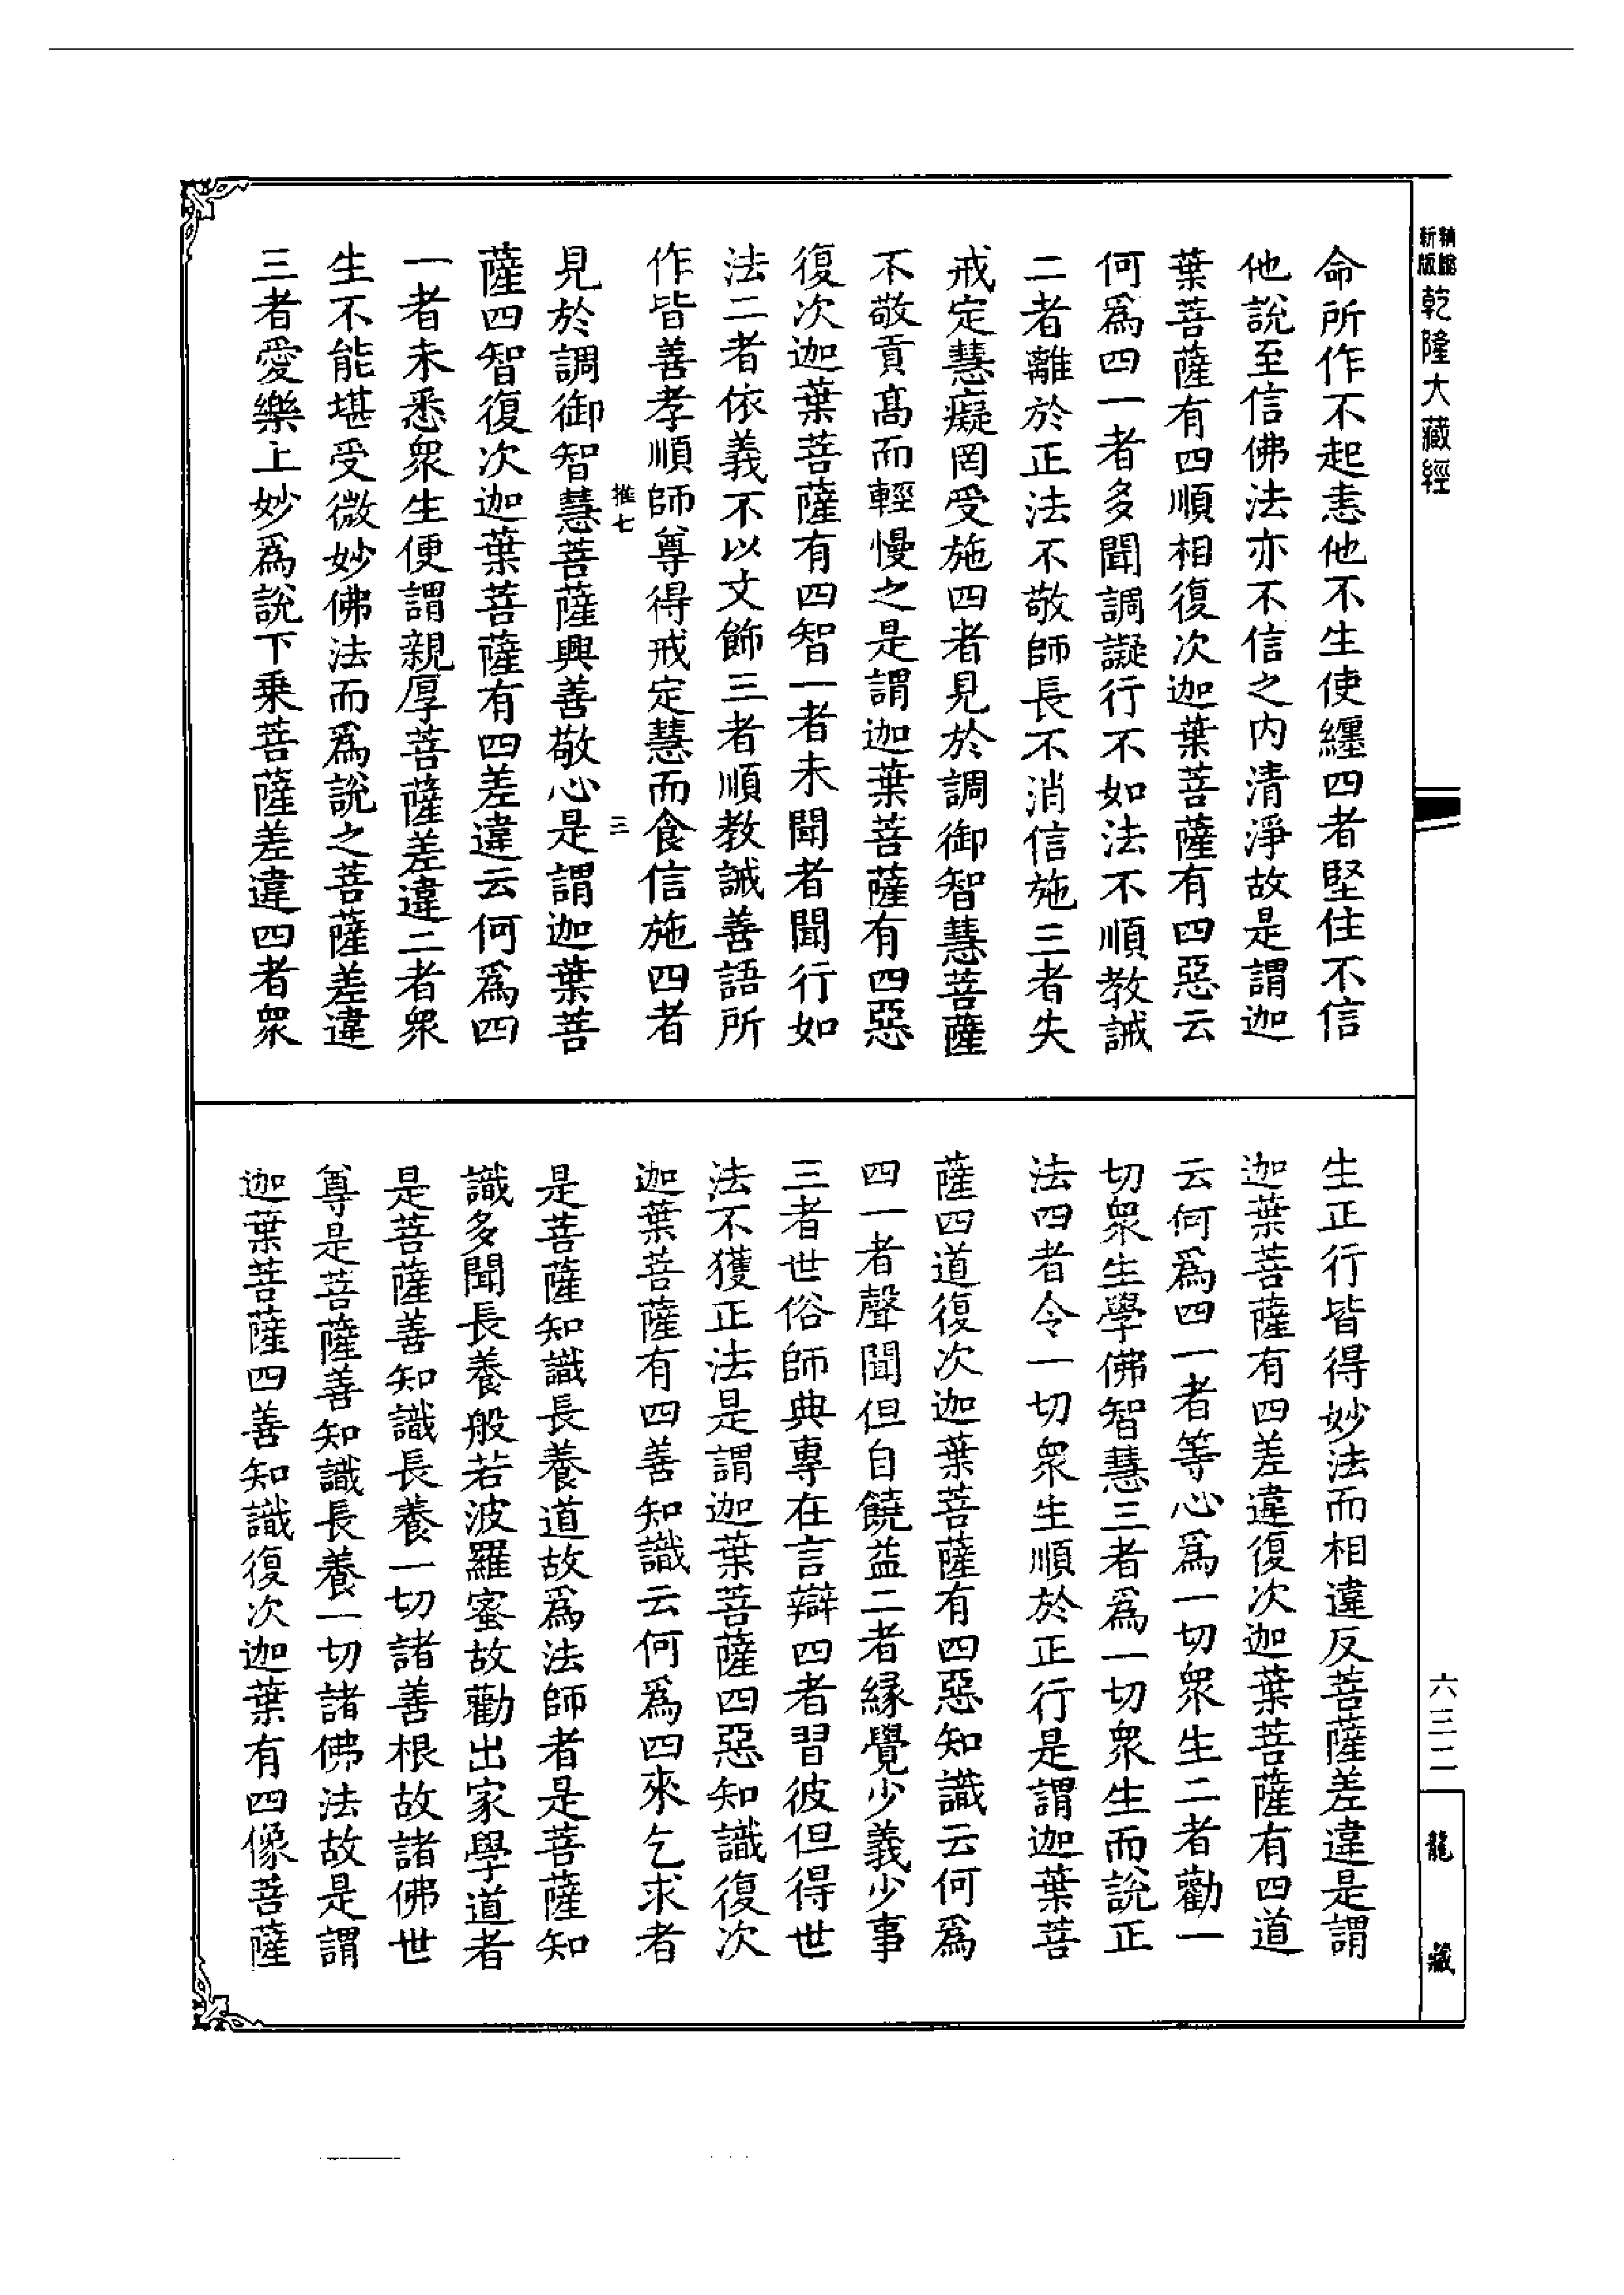 精縮
新版
乾隆大藏經
命所作不起恚他不生使纏四者堅住不信
他說至信佛法亦不信之內清淨故是謂迦
葉菩薩有四順相復次迦葉菩薩有四惡云
何爲四一者多聞調譺行不如法不順教誡
二者離於正法不敬師長不消信施三者失
戒定慧癡罔受施四者見於調御智慧菩薩
不敬貢高而輕慢之是謂迦葉菩薩有四惡
復次迦葉菩薩有四智一者未聞者聞行如
法二者依義不以文飾三者順教誡善語所
作皆善孝順師尊得戒定慧而食信施四者
推七
三
見於調御智慧菩薩興善敬心是謂迦葉菩
薩四智復次迦葉菩薩有四差違云何爲四
一者未悉衆生便謂親厚菩薩差違二者衆
生不能堪受微妙佛法而爲說之菩薩差違
三者愛樂上妙爲說下乗菩薩差違四者衆
生正行皆得妙法而相違反菩薩差違是謂
迦葉菩薩有四差違復次迦葉菩薩有四道
云何爲四一者等心爲一切衆生二者勸一
切衆生學佛智慧三者爲一切衆生而說正
法四者令一切衆生順於正行是謂迦葉菩
薩四道復次迦葉菩薩有四惡知識云何爲
四一者聲聞但自饒益二者緣覺少義少事
三者世俗師典專在言辯四者習彼但得世
法不獲正法是謂迦葉菩薩四惡知識復次
迦葉菩薩有四善知識云何爲四來乞求者
是菩薩知識長養道故爲法師者是菩薩知
識多聞長養般若波羅蜜故勸出家學道者
是菩薩善知識長養一切諸善根故諸佛世
尊是菩薩善知識長養一切諸佛法故是謂
迦葉菩薩四善知識復次迦葉有四像菩薩
六三二
龍藏